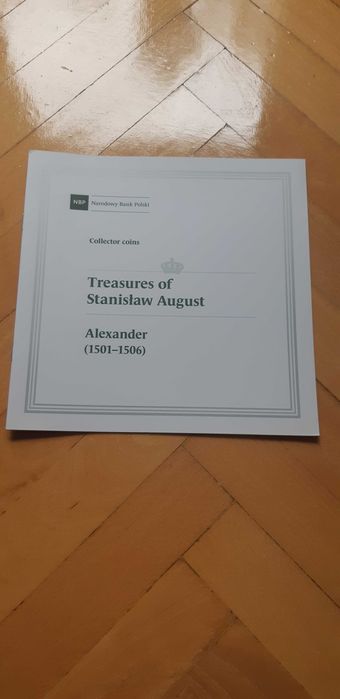 NBP Narodowy Bank Polski
Collector coins
Treasures of
Stanisław August
Alexander
(1501–1506)